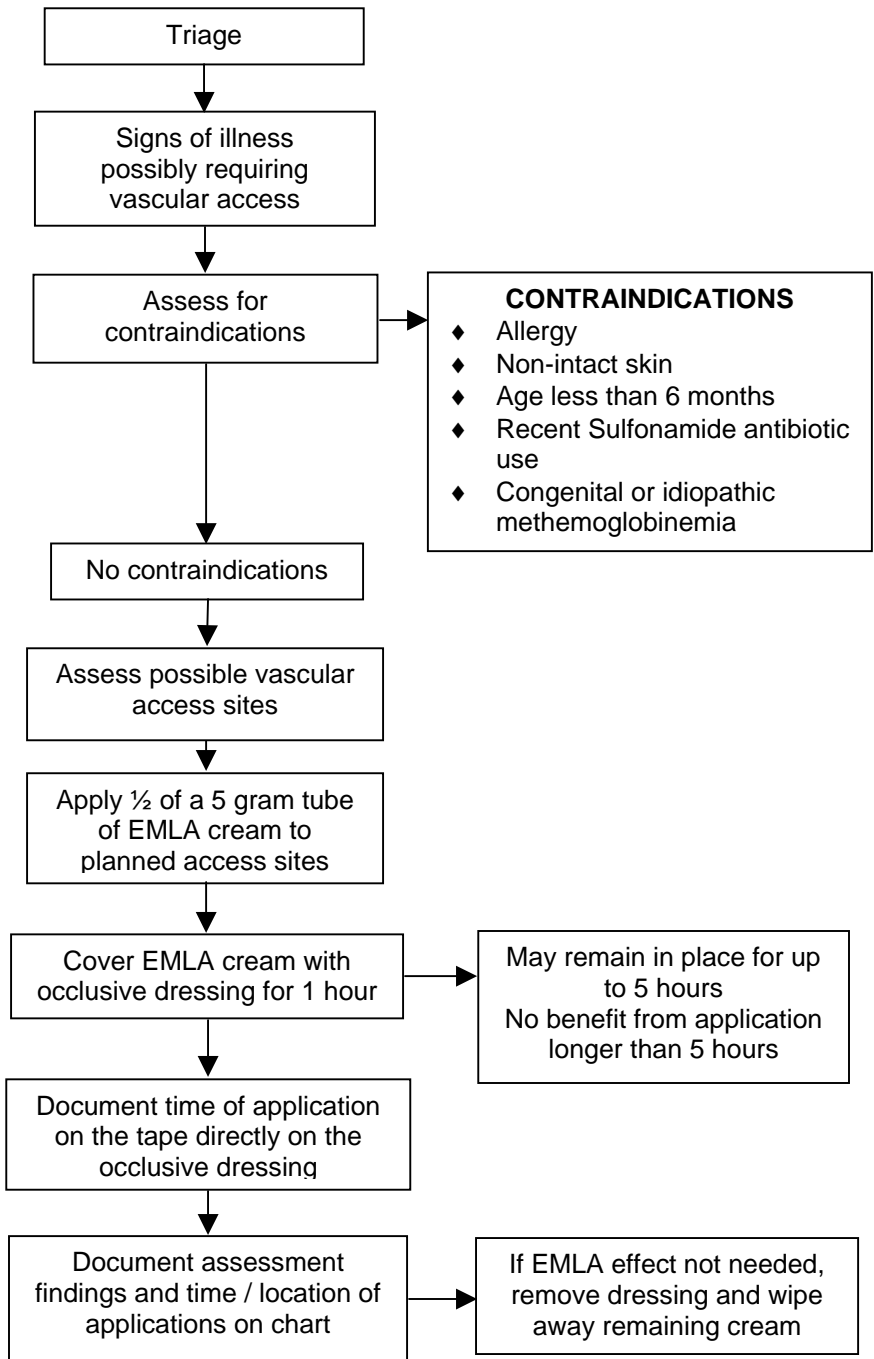 Triage
Signs of illness
possibly requiring
vascular access
Assess for
contraindications
CONTRAINDICATIONS
♦ Allergy
♦ Non-intact skin
♦ Age less than 6 months
♦ Recent Sulfonamide antibiotic
use
♦ Congenital or idiopathic
methemoglobinemia
No contraindications
Assess possible vascular
access sites
Apply ½ of a 5 gram tube
of EMLA cream to
planned access sites
Cover EMLA cream with
occlusive dressing for 1 hour
May remain in place for up
to 5 hours
No benefit from application
longer than 5 hours
Document time of application
on the tape directly on the
occlusive dressing
Document assessment
findings and time / location of
applications on chart
If EMLA effect not needed,
remove dressing and wipe
away remaining cream